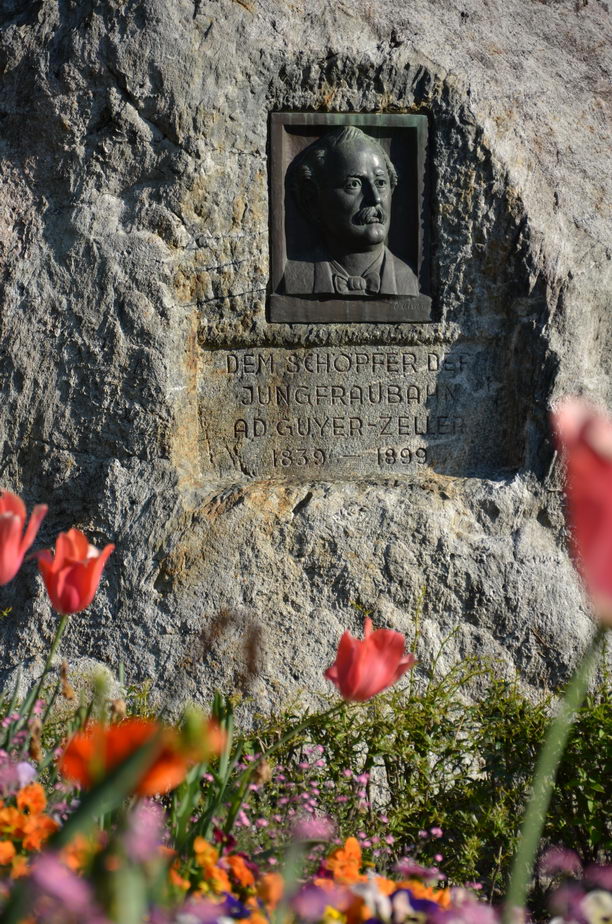 DEM SCHÖPFER DER
JUNGFRAUBAHN
AD. GUYER-ZELLER
1839 — 1899